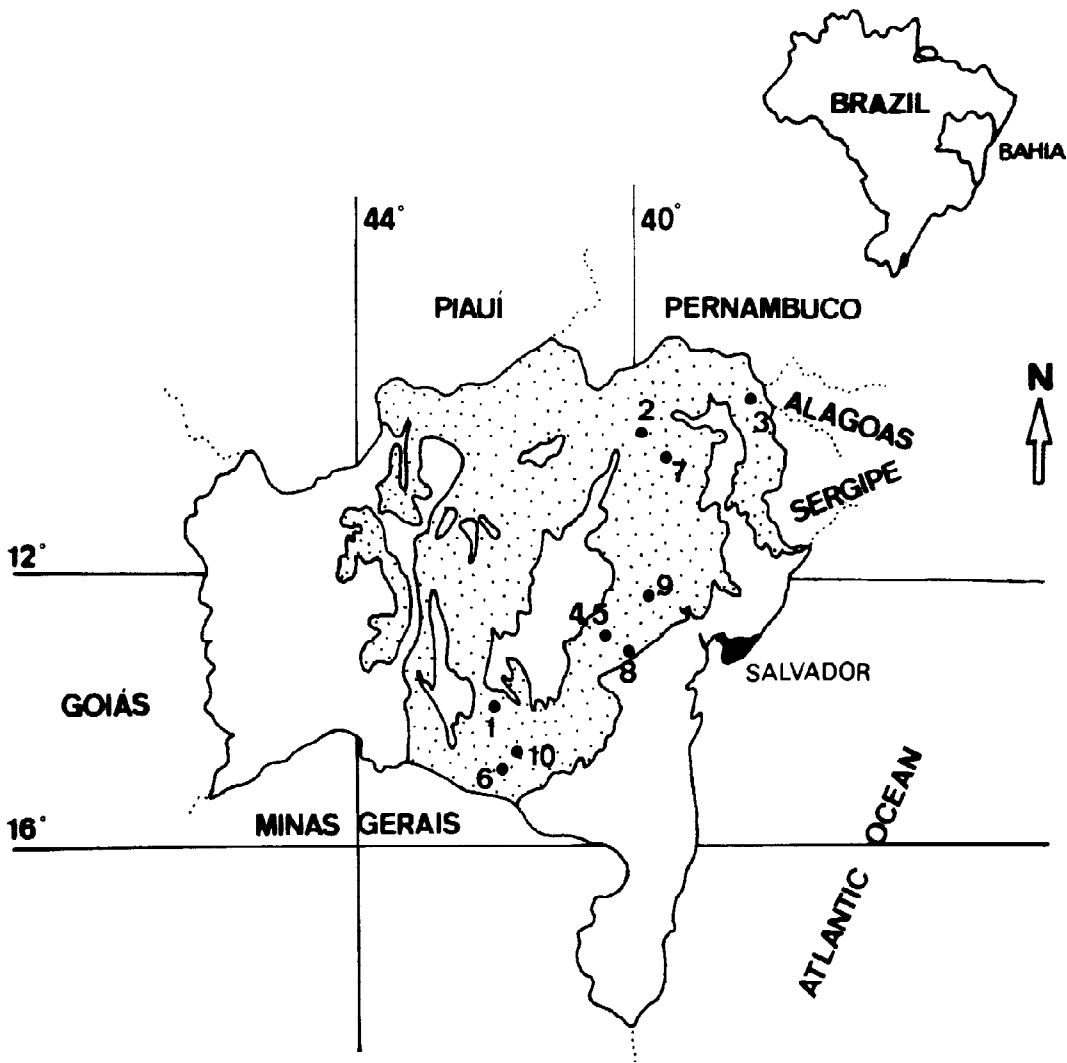 BRAZIL
BAHIA
44°
40°
PIAUÍ
PERNAMBUCO
N
2
3
ALAGOAS
7
SERGIPE
12°
9
4,5
8
SALVADOR
GOIÁS
1
10
6
MINAS GERAIS
16°
ATLANTIC OCEAN